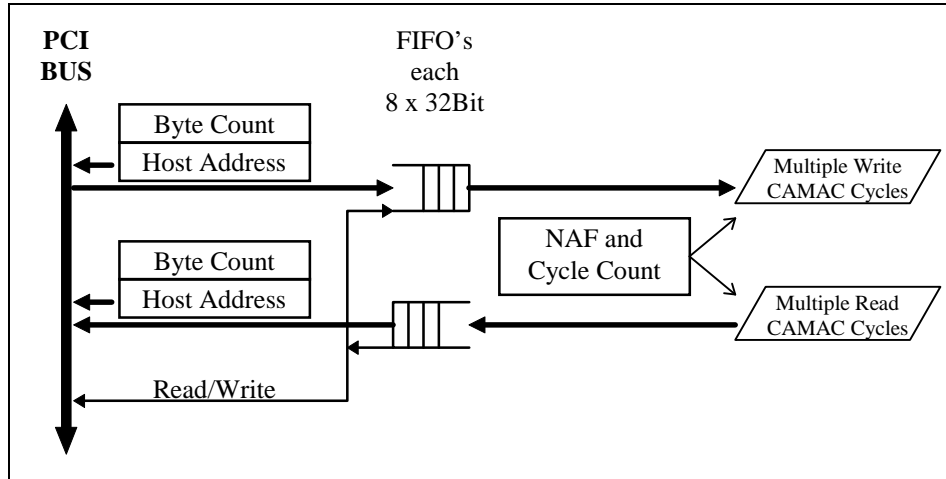 PCI
BUS
FIFO's
each
8 x 32Bit
Byte Count
Host Address
Multiple Write
CAMAC Cycles
NAF and
Cycle Count
Byte Count
Host Address
Multiple Read
CAMAC Cycles
Read/Write